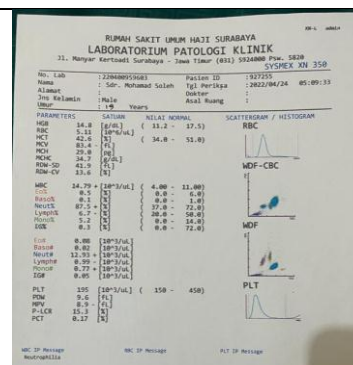 XN-L admin
RUMAH SAKIT UMUM HAJI SURABAYA
LABORATORIUM PATOLOGI KLINIK
Jl. Manyar Kertoadi Surabaya - Jawa Timur (031) 5924000 Psw. 5820
SYSMEX XN 350
No. Lab :220400959603 Pasien ID :927255
Nama : Sdr. Mohamad Soleh Tgl Periksa :2022/04/24 05:09:33
Alamat : Dokter :
Jns Kelamin :Male Asal Ruang :
Umur : 19 Years
PARAMETERS SATUAN NILAI NORMAL SCATTERGRAM / HISTOGRAM
HGB 14.8 [g/dL] ( 11.2 - 17.5) RBC
RBC 5.11 [10^6/uL]
HCT 42.6 [%] ( 34.0 - 51.0)
MCV 83.4 - [fL]
MCH 29.0 [pg]
MCHC 34.7 [g/dL]
RDW-SD 41.9 [fL] WDF-CBC
RDW-CV 13.6 [%]
WBC 14.79 + [10^3/uL] ( 4.00 - 11.00)
Eo% 0.5 [%] ( 0.0 - 6.0)
Baso% 0.1 [%] ( 0.0 - 1.0)
Neut% 87.5 + [%] ( 37.0 - 72.0)
Lymph% 6.7 - [%] ( 20.0 - 50.0)
Mono% 5.2 [%] ( 0.0 - 14.0)
IG% 0.3 [%] ( 0.0 - 72.0)
WDF
Eo# 0.08 [10^3/uL]
Baso# 0.02 [10^3/uL]
Neut# 12.93 + [10^3/uL]
Lymph# 0.99 - [10^3/uL]
Mono# 0.77 + [10^3/uL]
IG# 0.05 [10^3/uL]
PLT 195 [10^3/uL] ( 150 - 450) PLT
PDW 9.6 [fL]
MPV 8.9 - [fL]
P-LCR 15.3 [%]
PCT 0.17 [%]
WBC IP Message RBC IP Message PLT IP Message
Neutrophilia